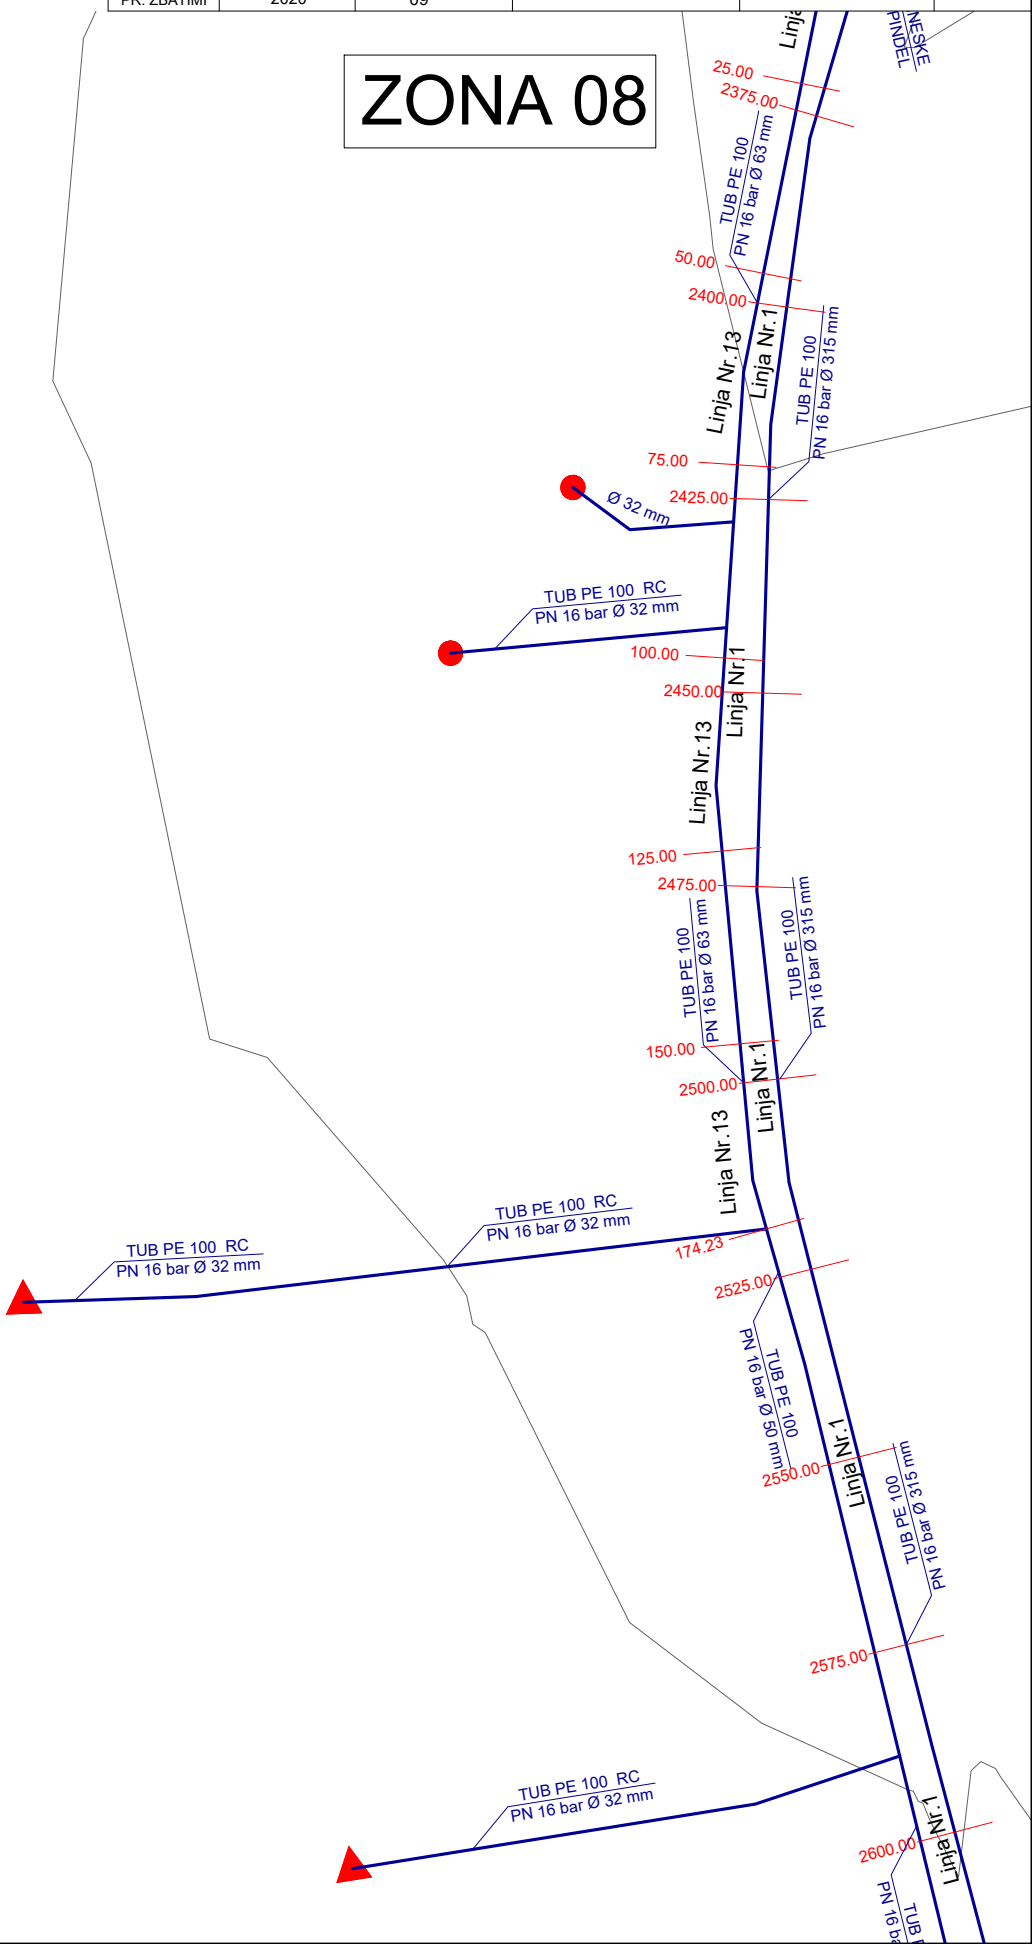 PR. ZBATIMI 2020 09
ZONA 08
NESKE
PINDEL
25.00
2375.00
TUB PE 100
PN 16 bar Ø 63 mm
50.00
2400.00
Linja Nr.13
Linja Nr.1
TUB PE 100
PN 16 bar Ø 315 mm
75.00
2425.00
Ø 32 mm
TUB PE 100 RC
PN 16 bar Ø 32 mm
100.00
2450.00
Linja Nr.1
Linja Nr.13
125.00
2475.00
TUB PE 100
PN 16 bar Ø 63 mm
TUB PE 100
PN 16 bar Ø 315 mm
150.00
2500.00
Linja Nr.1
Linja Nr.13
TUB PE 100 RC
PN 16 bar Ø 32 mm
TUB PE 100 RC
PN 16 bar Ø 32 mm
174.23
2525.00
TUB PE 100
PN 16 bar Ø 50 mm
2550.00
Linja Nr.1
TUB PE 100
PN 16 bar Ø 315 mm
2575.00
TUB PE 100 RC
PN 16 bar Ø 32 mm
Linja Nr.1
2600.00
TUB
PN 16